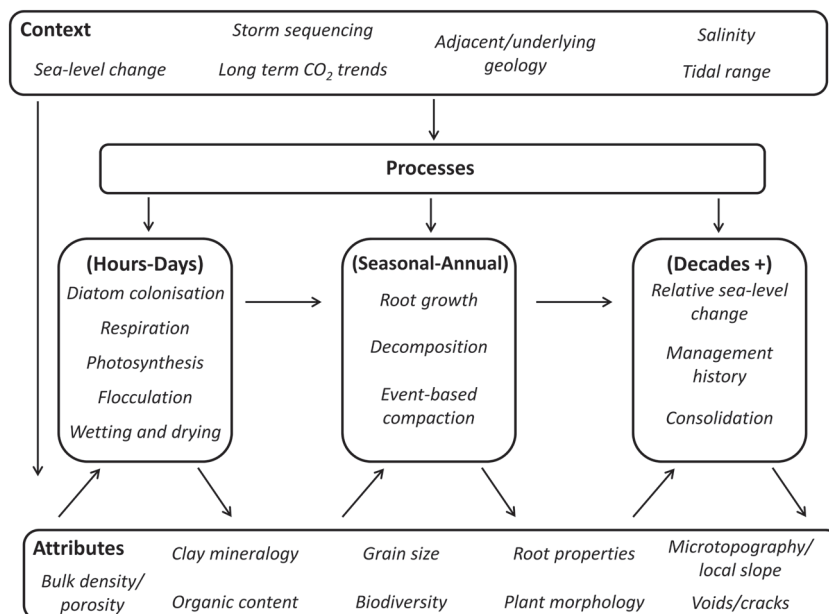 Context
Storm sequencing
Adjacent/underlying
geology
Salinity
Sea-level change
Long term CO₂ trends
Tidal range
Processes
(Hours-Days)
Diatom colonisation
Respiration
Photosynthesis
Flocculation
Wetting and drying
(Seasonal-Annual)
Root growth
Decomposition
Event-based
compaction
(Decades +)
Relative sea-level
change
Management
history
Consolidation
Attributes
Bulk density/
porosity
Clay mineralogy
Organic content
Grain size
Biodiversity
Root properties
Plant morphology
Microtopography/
local slope
Voids/cracks